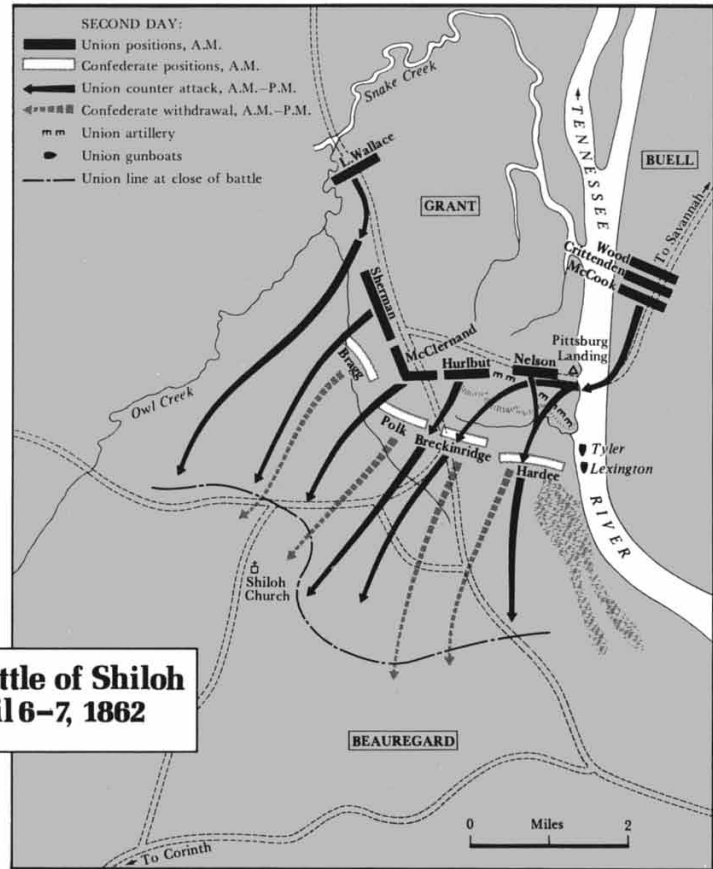 SECOND DAY:
Union positions, A.M.
Confederate positions, A.M.
Union counter attack, A.M.–P.M.
Confederate withdrawal, A.M.–P.M.
Union artillery
Union gunboats
Union line at close of battle
Snake Creek
L. Wallace
TENNESSEE
BUELL
GRANT
To Savannah
Wood
Crittenden
McCook
Sherman
McClernand
Pittsburg
Landing
Hurlbut
Nelson
Bragg
Owl Creek
Polk
Breckinridge
Hardee
Tyler
Lexington
RIVER
Shiloh
Church
ttle of Shiloh
il 6–7, 1862
BEAUREGARD
0 Miles 2
To Corinth